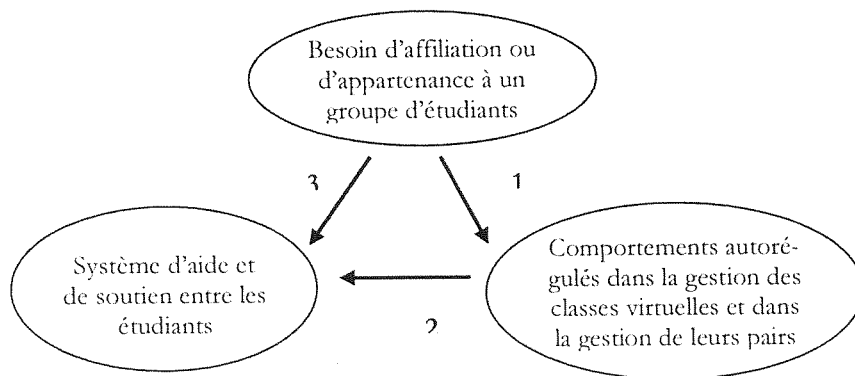 Besoin d'affiliation ou
d'appartenance à un
groupe d'étudiants
3
1
Système d'aide et
de soutien entre les
étudiants
Comportements autoré-
gulés dans la gestion des
classes virtuelles et dans
la gestion de leurs pairs
2